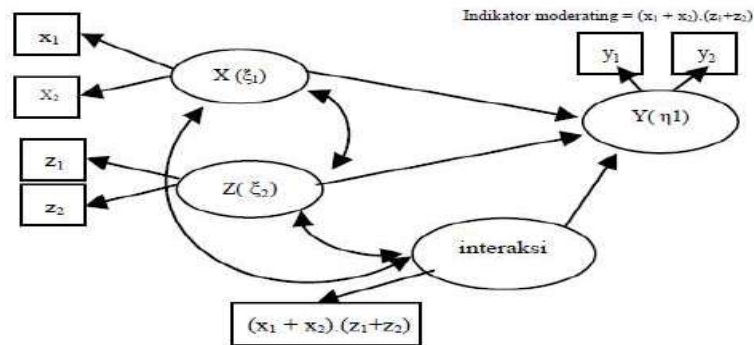 Indikator moderating = (x₁ + x₂).(z₁+z₂)
x₁
X (ξ₁)
y₁
y₂
X₂
Y( η1)
z₁
Z( ξ₂)
z₂
interaksi
(x₁ + x₂).(z₁+z₂)